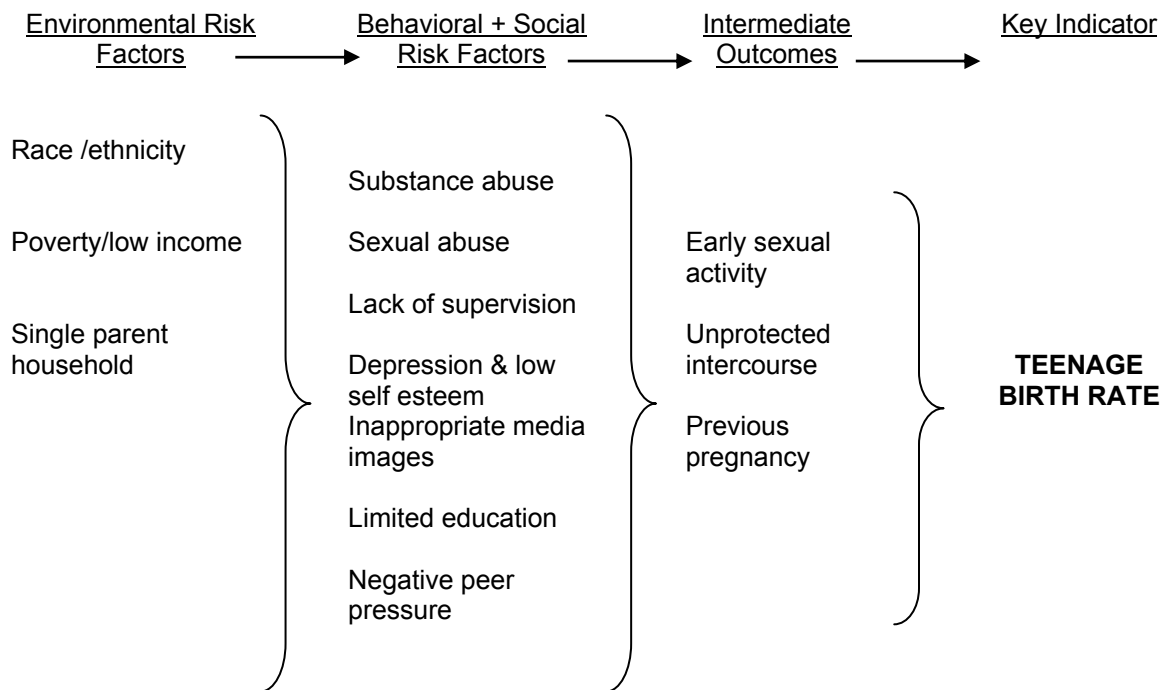 Environmental Risk
Factors
Behavioral + Social
Risk Factors
Intermediate
Outcomes
Key Indicator
Race /ethnicity
Poverty/low income
Single parent
household
Substance abuse
Sexual abuse
Lack of supervision
Depression & low
self esteem
Inappropriate media
images
Limited education
Negative peer
pressure
Early sexual
activity
Unprotected
intercourse
Previous
pregnancy
TEENAGE
BIRTH RATE